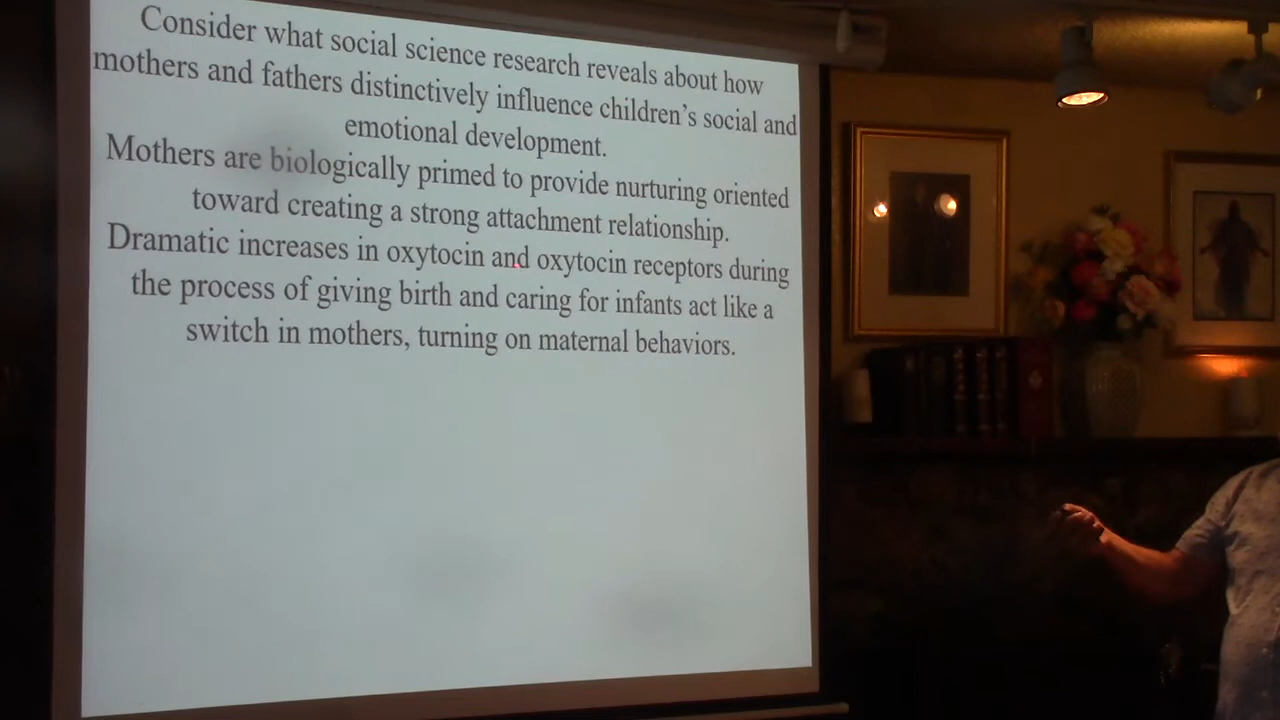 Consider what social science research reveals about how
mothers and fathers distinctively influence children's social and
emotional development.
Mothers are biologically primed to provide nurturing oriented
toward creating a strong attachment relationship.
Dramatic increases in oxytocin and oxytocin receptors during
the process of giving birth and caring for infants act like a
switch in mothers, turning on maternal behaviors.